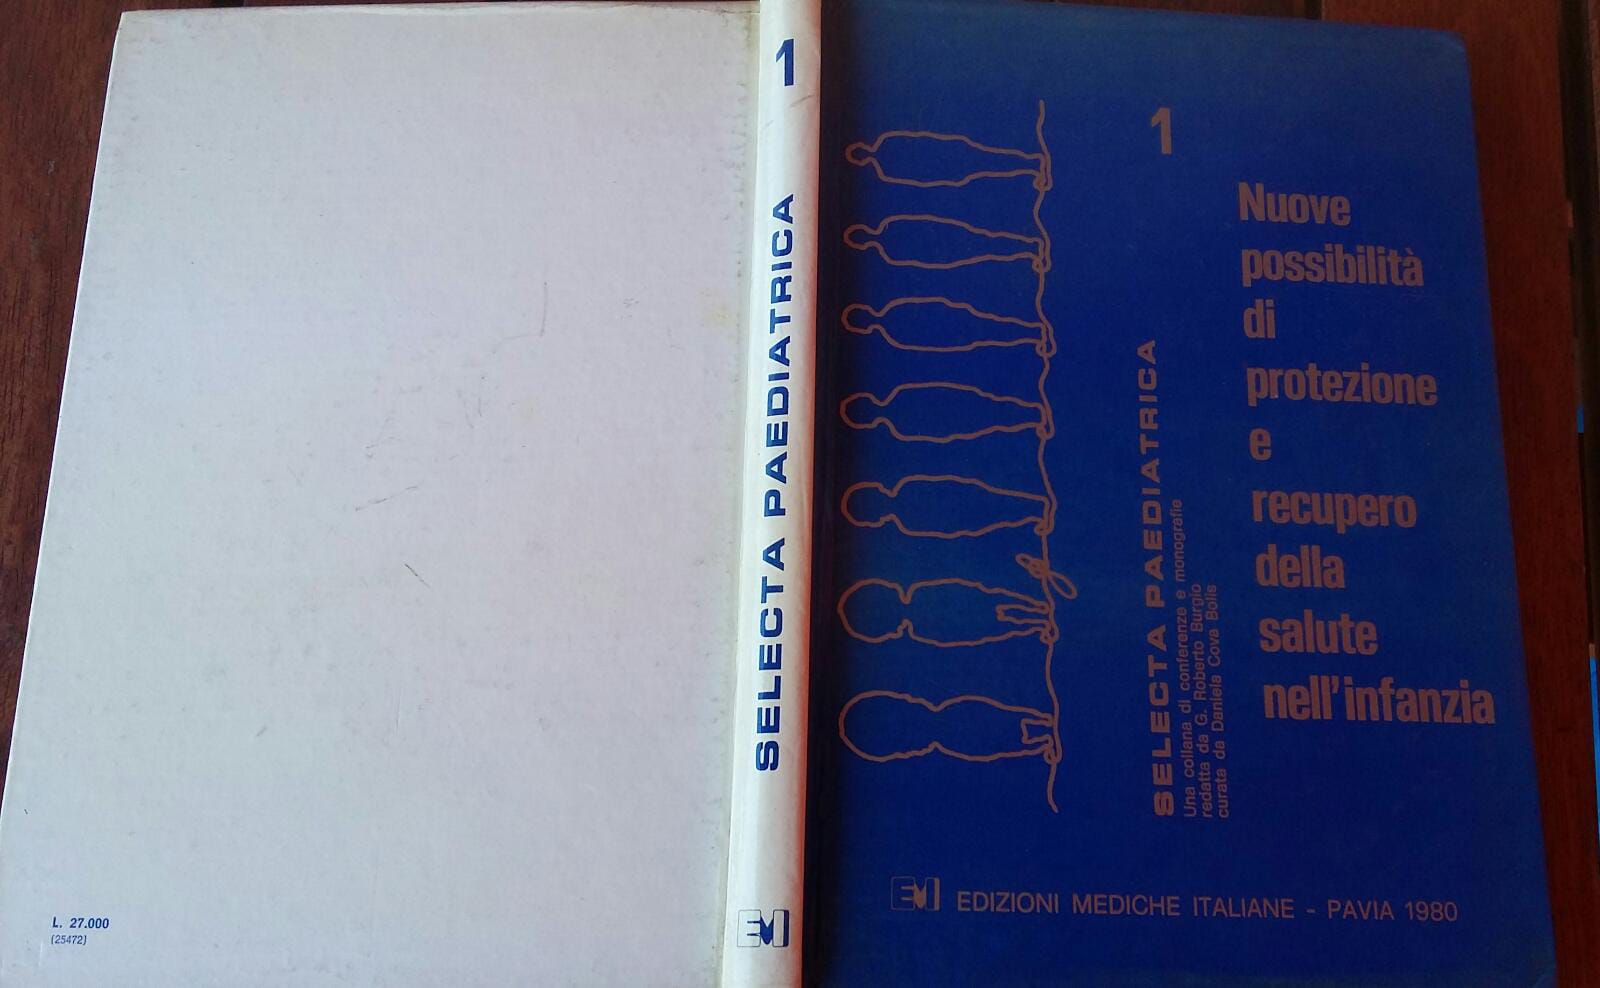 L. 27.000
(25472)
1
SELECTA PAEDIATRICA
EMI
1
Nuove
possibilità
di
protezione
e
recupero
della
salute
nell'infanzia
SELECTA PAEDIATRICA
Una collana di conferenze e monografie
redatta da G. Roberto Burgio
curata da Daniela Cova Bolis
EMI EDIZIONI MEDICHE ITALIANE - PAVIA 1980